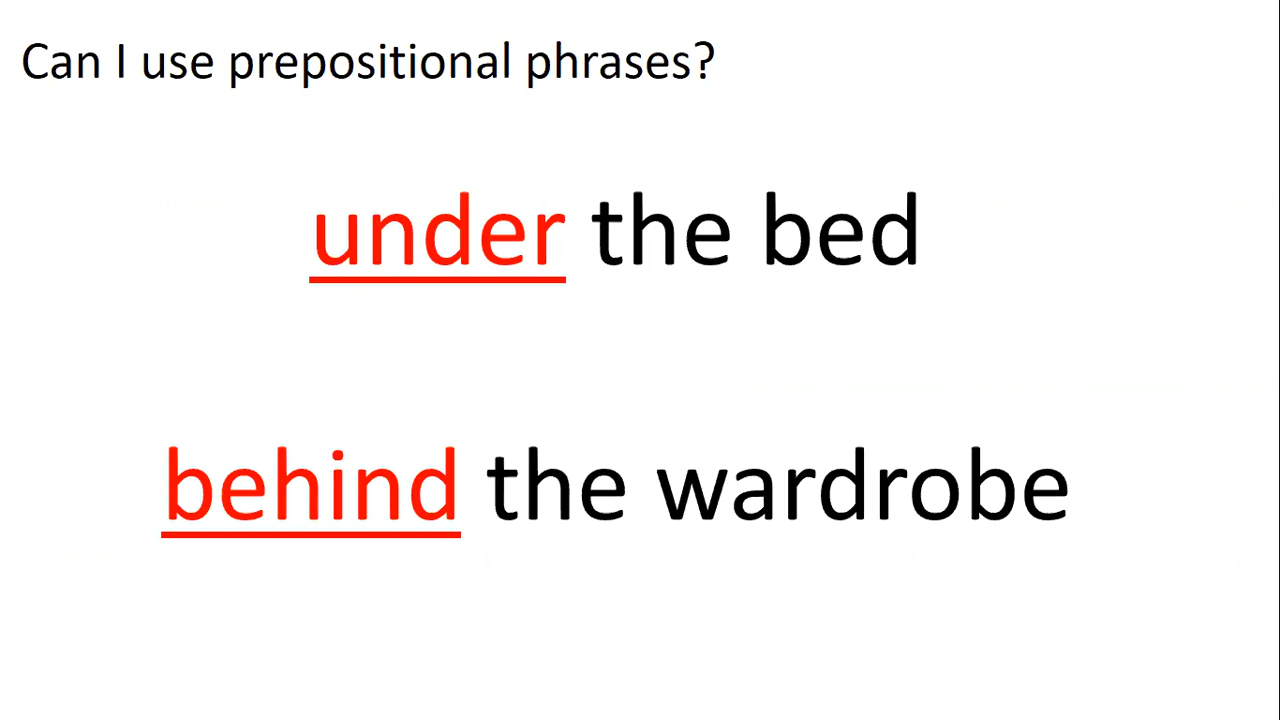 Can I use prepositional phrases?
under the bed
behind the wardrobe